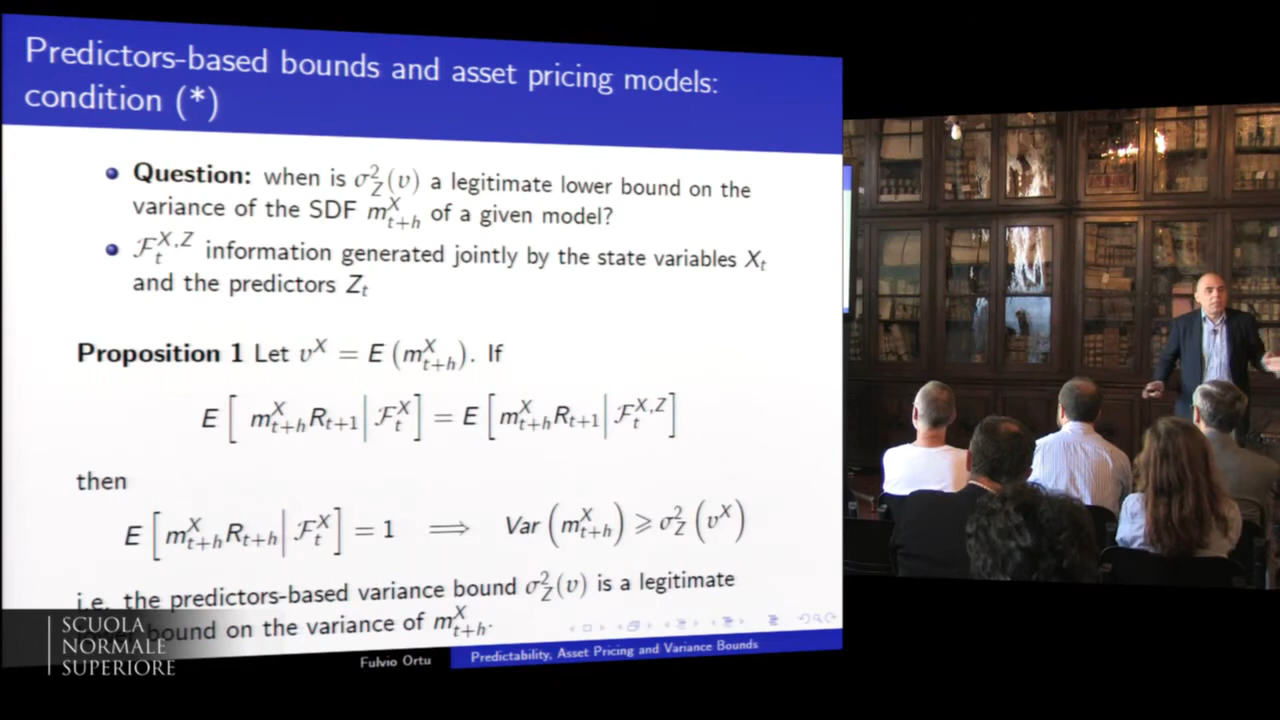 Predictors-based bounds and asset pricing models:
condition (*)
Question: when is σ²_Z(υ) a legitimate lower bound on the
variance of the SDF m^X_{t+h} of a given model?
F^{X,Z}_t information generated jointly by the state variables X_t
and the predictors Z_t
Proposition 1 Let υ^X = E (m^X_{t+h}). If
E [ m^X_{t+h} R_{t+1} | F^X_t ] = E [ m^X_{t+h} R_{t+1} | F^{X,Z}_t ]
then
E [ m^X_{t+h} R_{t+h} | F^X_t ] = 1 ⟹ Var (m^X_{t+h}) ⩾ σ²_Z (υ^X)
i.e. the predictors-based variance bound σ²_Z(υ) is a legitimate
bound on the variance of m^X_{t+h}.
Fulvio Ortu Predictability, Asset Pricing and Variance Bounds
SCUOLA
NORMALE
SUPERIORE